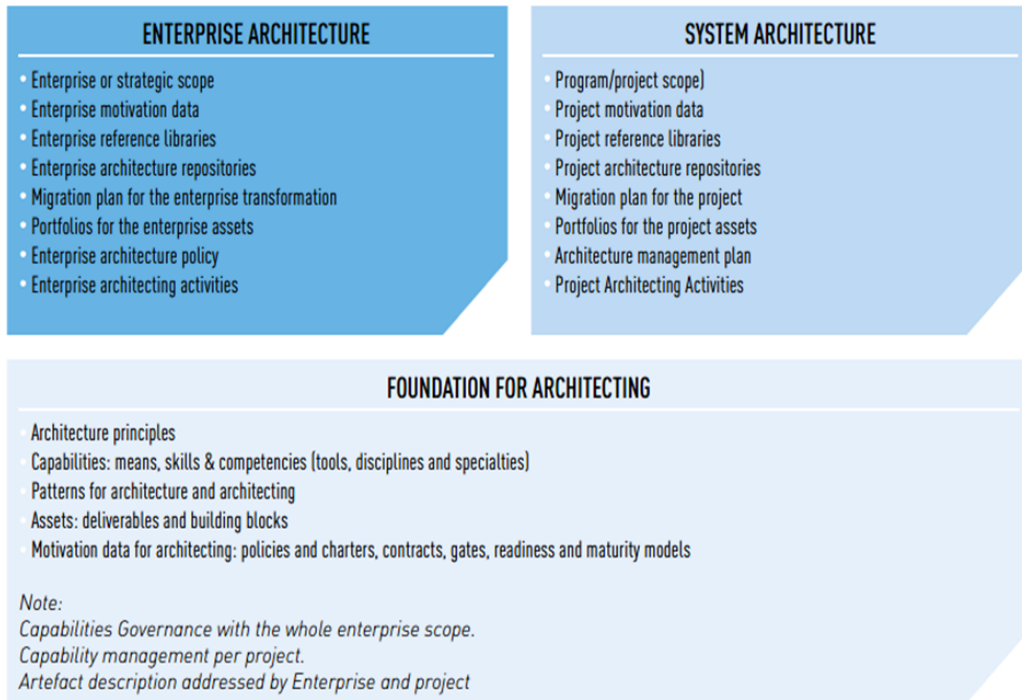 ENTERPRISE ARCHITECTURE
• Enterprise or strategic scope
• Enterprise motivation data
• Enterprise reference libraries
• Enterprise architecture repositories
• Migration plan for the enterprise transformation
• Portfolios for the enterprise assets
• Enterprise architecture policy
• Enterprise architecting activities
SYSTEM ARCHITECTURE
• Program/project scope)
• Project motivation data
• Project reference libraries
• Project architecture repositories
• Migration plan for the project
• Portfolios for the project assets
• Architecture management plan
• Project Architecting Activities
FOUNDATION FOR ARCHITECTING
• Architecture principles
• Capabilities: means, skills & competencies (tools, disciplines and specialties)
• Patterns for architecture and architecting
• Assets: deliverables and building blocks
• Motivation data for architecting: policies and charters, contracts, gates, readiness and maturity models
Note:
Capabilities Governance with the whole enterprise scope.
Capability management per project.
Artefact description addressed by Enterprise and project